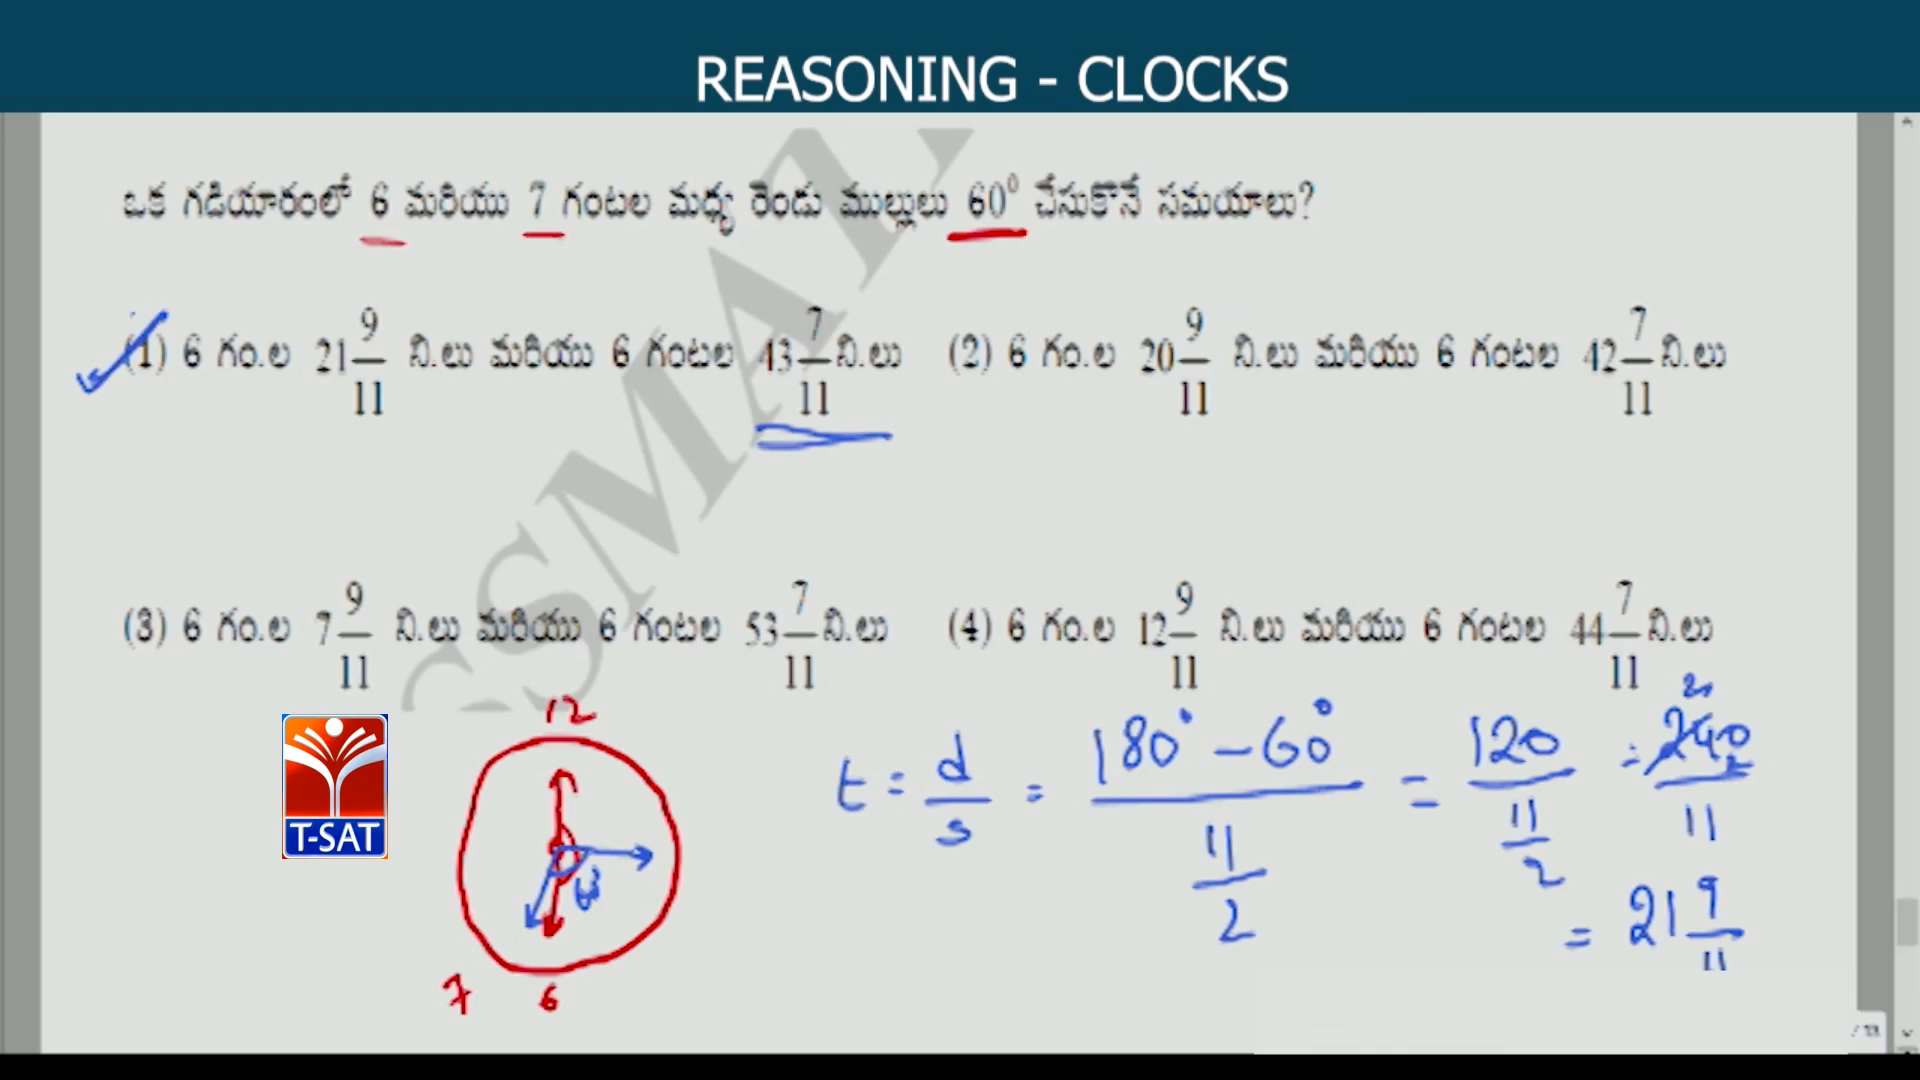 REASONING - CLOCKS
ఒక గడియారంలో 6 మరియు 7 గంటల మధ్య రెండు ముల్లులు 60⁰ చేసుకొనే సమయాలు?
(1) 6 గం.ల 21 9/11 ని.లు మరియు 6 గంటల 43 7/11 ని.లు (2) 6 గం.ల 20 9/11 ని.లు మరియు 6 గంటల 42 7/11 ని.లు
(3) 6 గం.ల 7 9/11 ని.లు మరియు 6 గంటల 53 7/11 ని.లు (4) 6 గం.ల 12 9/11 ని.లు మరియు 6 గంటల 44 7/11 ని.లు
12
t = d/s = 180° - 60° / 11/2 = 120 / 11/2 = 240/11
= 21 9/11
7 6
T-SAT